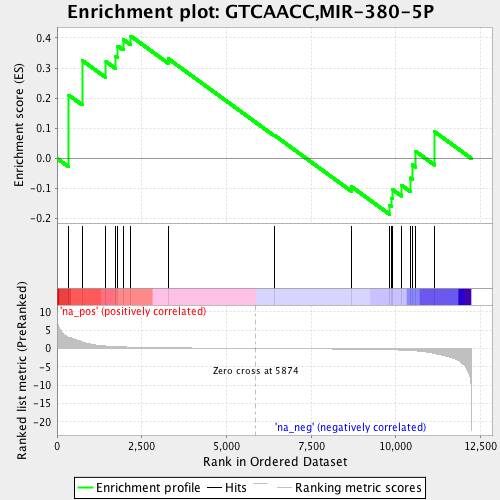 Enrichment plot: GTCAACC,MIR-380-5P
Enrichment score (ES)
0.4
0.3
0.2
0.1
0.0
-0.1
-0.2
'na_pos' (positively correlated)
Ranked list metric (PreRanked)
10
5
0
-5
-10
-15
-20
Zero cross at 5874
'na_neg' (negatively correlated)
0
2,500
5,000
7,500
10,000
12,500
Rank in Ordered Dataset
Enrichment profile
Hits
Ranking metric scores